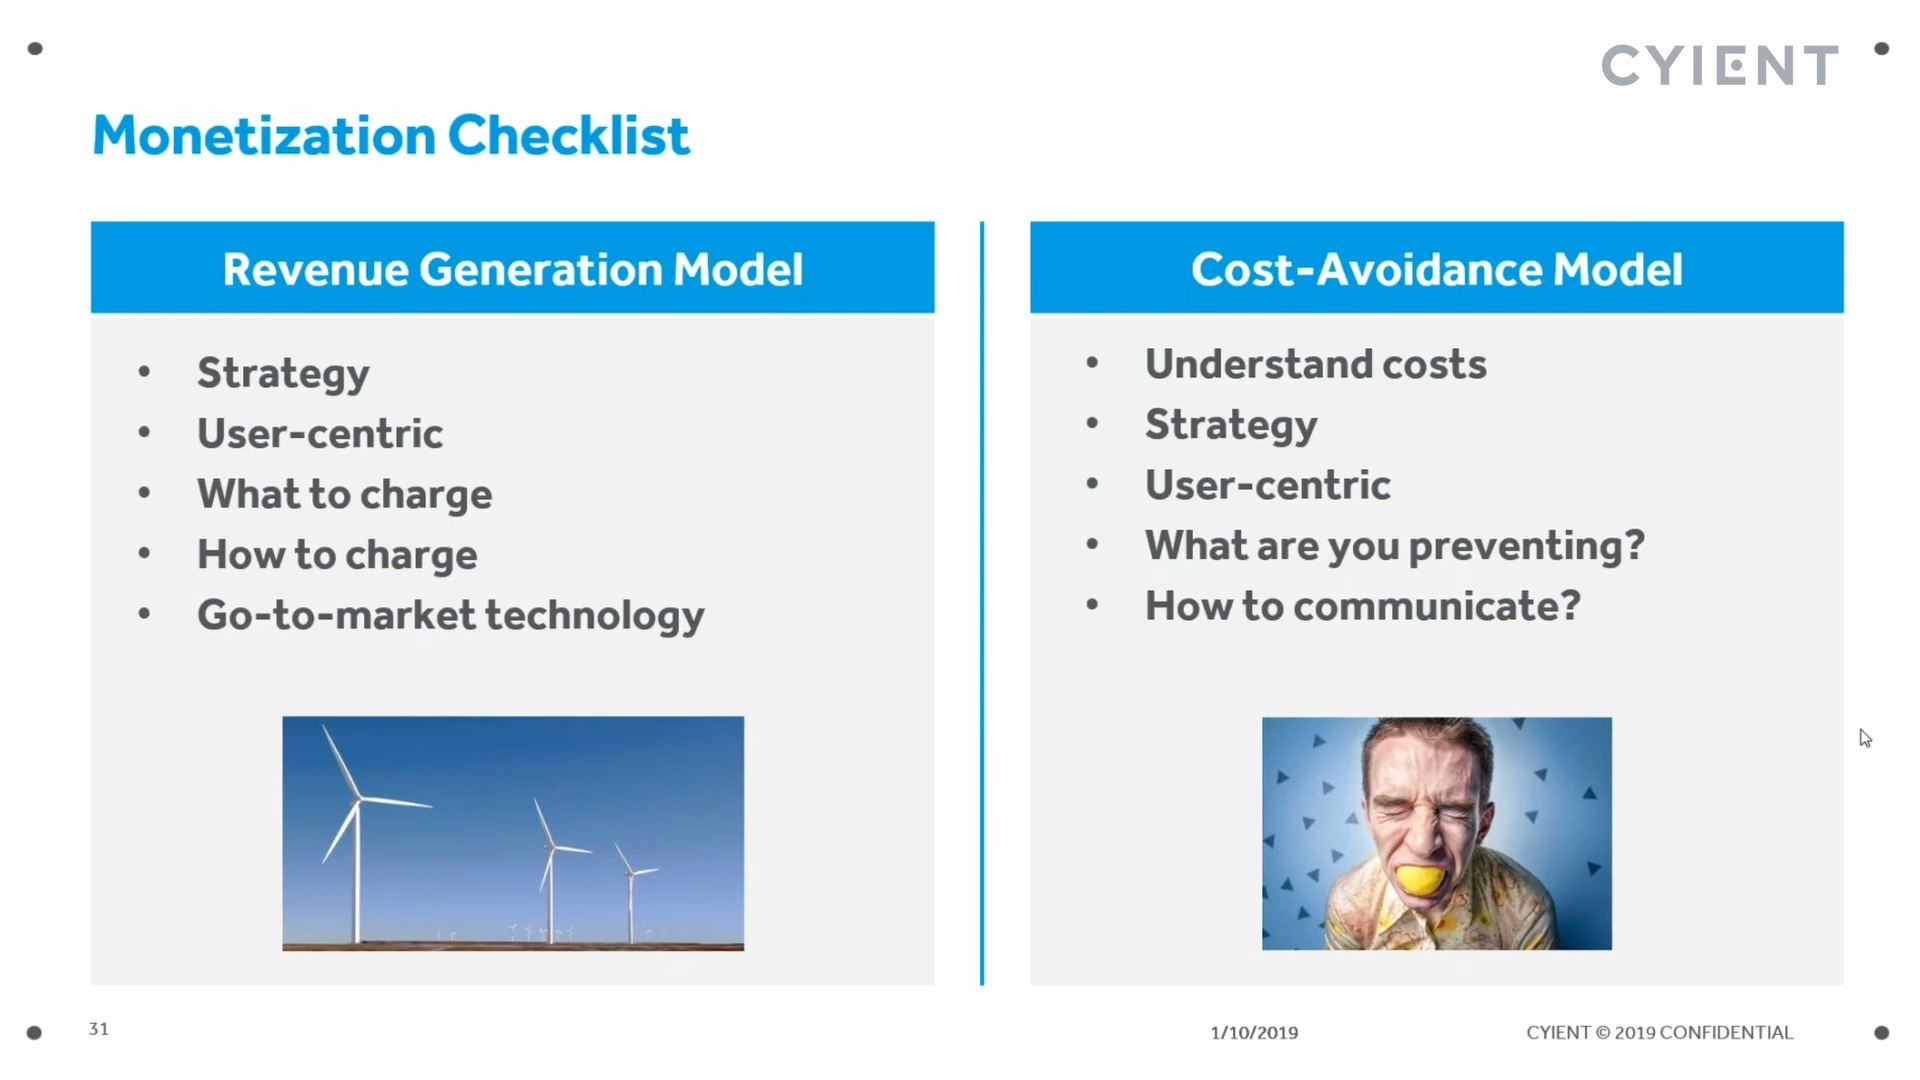 CYIENT
Monetization Checklist
Revenue Generation Model
• Strategy
• User-centric
• What to charge
• How to charge
• Go-to-market technology
Cost-Avoidance Model
• Understand costs
• Strategy
• User-centric
• What are you preventing?
• How to communicate?
31
1/10/2019
CYIENT © 2019 CONFIDENTIAL